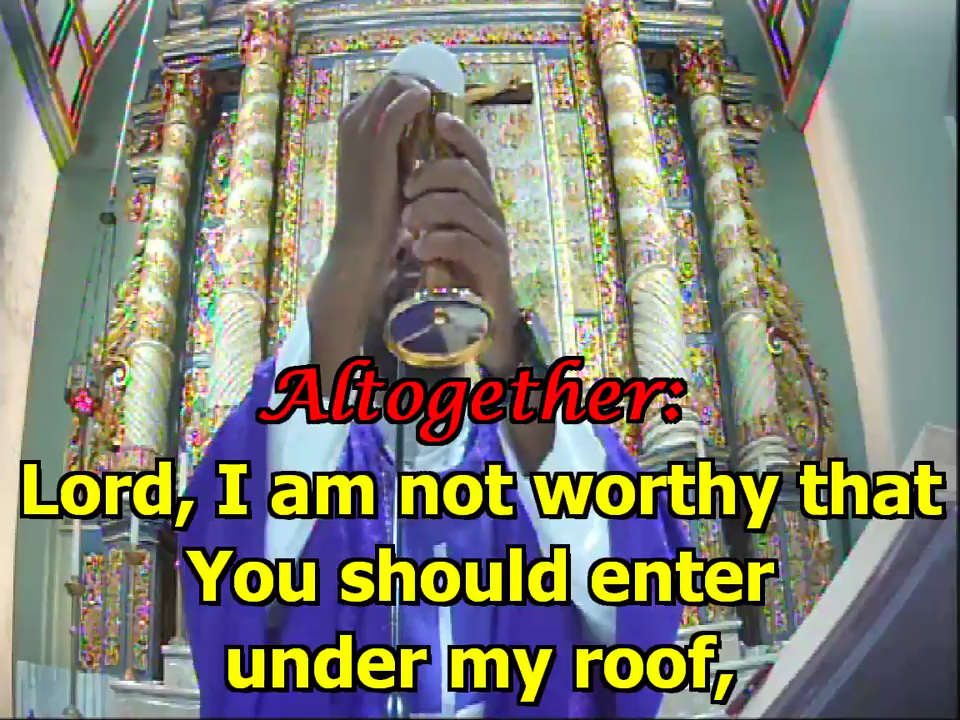 Altogether:
Lord, I am not worthy that
You should enter
under my roof,